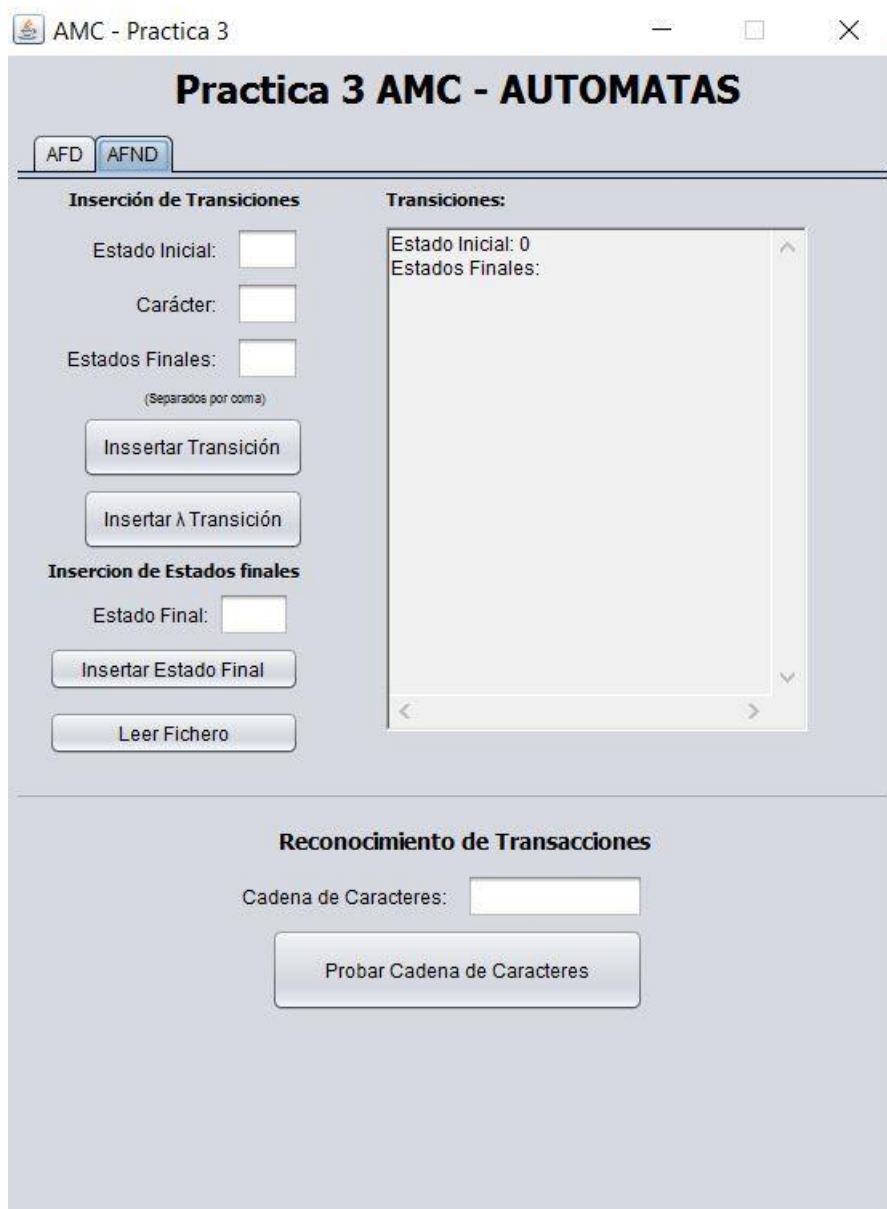 AMC - Practica 3
Practica 3 AMC - AUTOMATAS
AFD
AFND
Inserción de Transiciones
Estado Inicial:
Carácter:
Estados Finales:
(Separados por coma)
Inssertar Transición
Insertar λ Transición
Insercion de Estados finales
Estado Final:
Insertar Estado Final
Leer Fichero
Transiciones:
Estado Inicial: 0
Estados Finales:
Reconocimiento de Transacciones
Cadena de Caracteres:
Probar Cadena de Caracteres